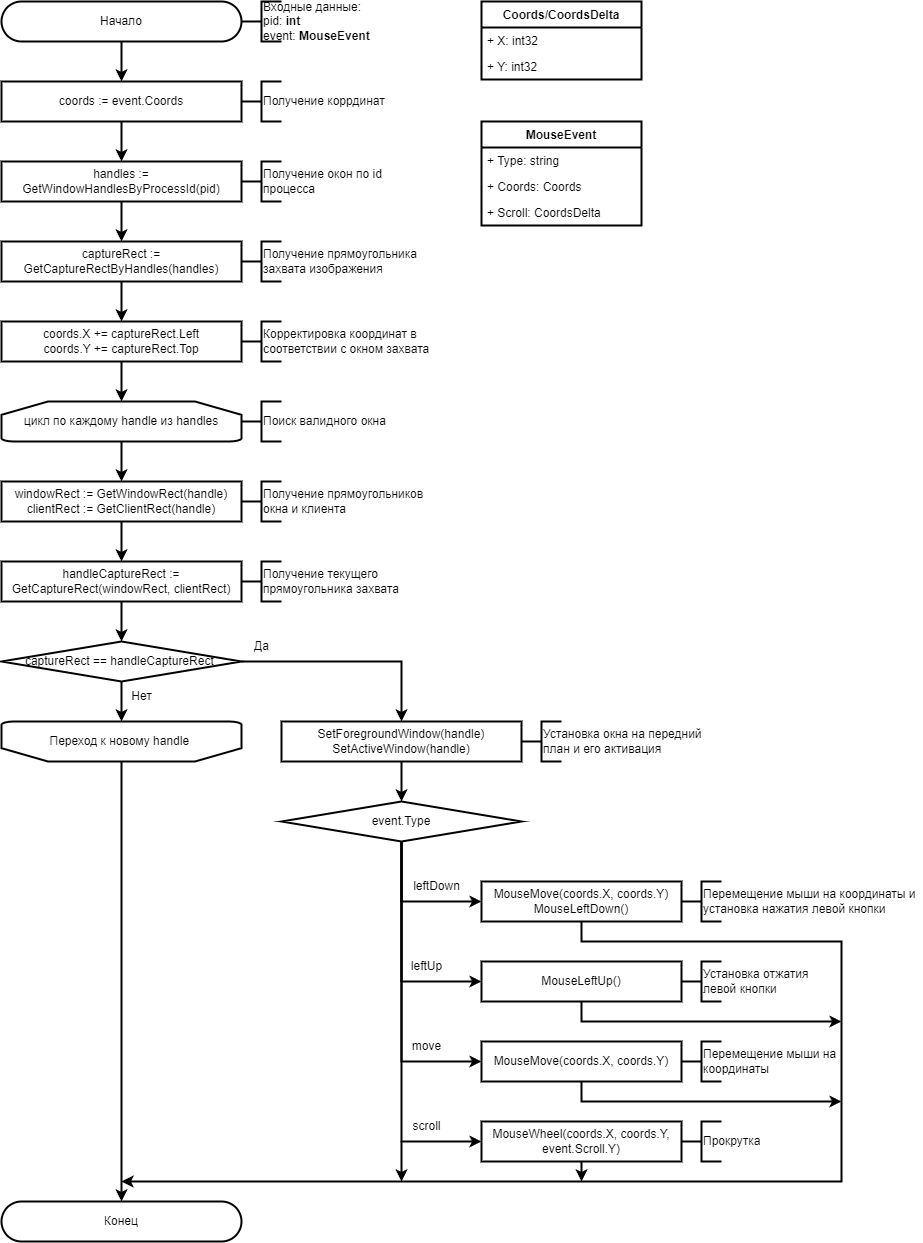 Начало
Входные данные:
pid: int
event: MouseEvent
Coords/CoordsDelta
+ X: int32
+ Y: int32
coords := event.Coords
Получение коррдинат
MouseEvent
+ Type: string
+ Coords: Coords
+ Scroll: CoordsDelta
handles :=
GetWindowHandlesByProcessId(pid)
Получение окон по id
процесса
captureRect :=
GetCaptureRectByHandles(handles)
Получение прямоугольника
захвата изображения
coords.X += captureRect.Left
coords.Y += captureRect.Top
Корректировка координат в
соответствии с окном захвата
цикл по каждому handle из handles
Поиск валидного окна
windowRect := GetWindowRect(handle)
clientRect := GetClientRect(handle)
Получение прямоугольников
окна и клиента
handleCaptureRect :=
GetCaptureRect(windowRect, clientRect)
Получение текущего
прямоугольника захвата
captureRect == handleCaptureRect
Да
Нет
Переход к новому handle
SetForegroundWindow(handle)
SetActiveWindow(handle)
Установка окна на передний
план и его активация
event.Type
leftDown
MouseMove(coords.X, coords.Y)
MouseLeftDown()
Перемещение мыши на координаты и
установка нажатия левой кнопки
leftUp
MouseLeftUp()
Установка отжатия
левой кнопки
move
MouseMove(coords.X, coords.Y)
Перемещение мыши на
координаты
scroll
MouseWheel(coords.X, coords.Y,
event.Scroll.Y)
Прокрутка
Конец